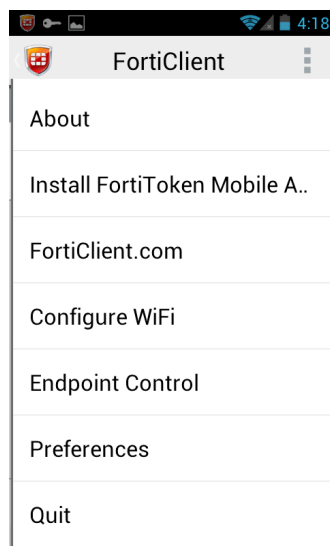 4:18
FortiClient
About
Install FortiToken Mobile A..
FortiClient.com
Configure WiFi
Endpoint Control
Preferences
Quit